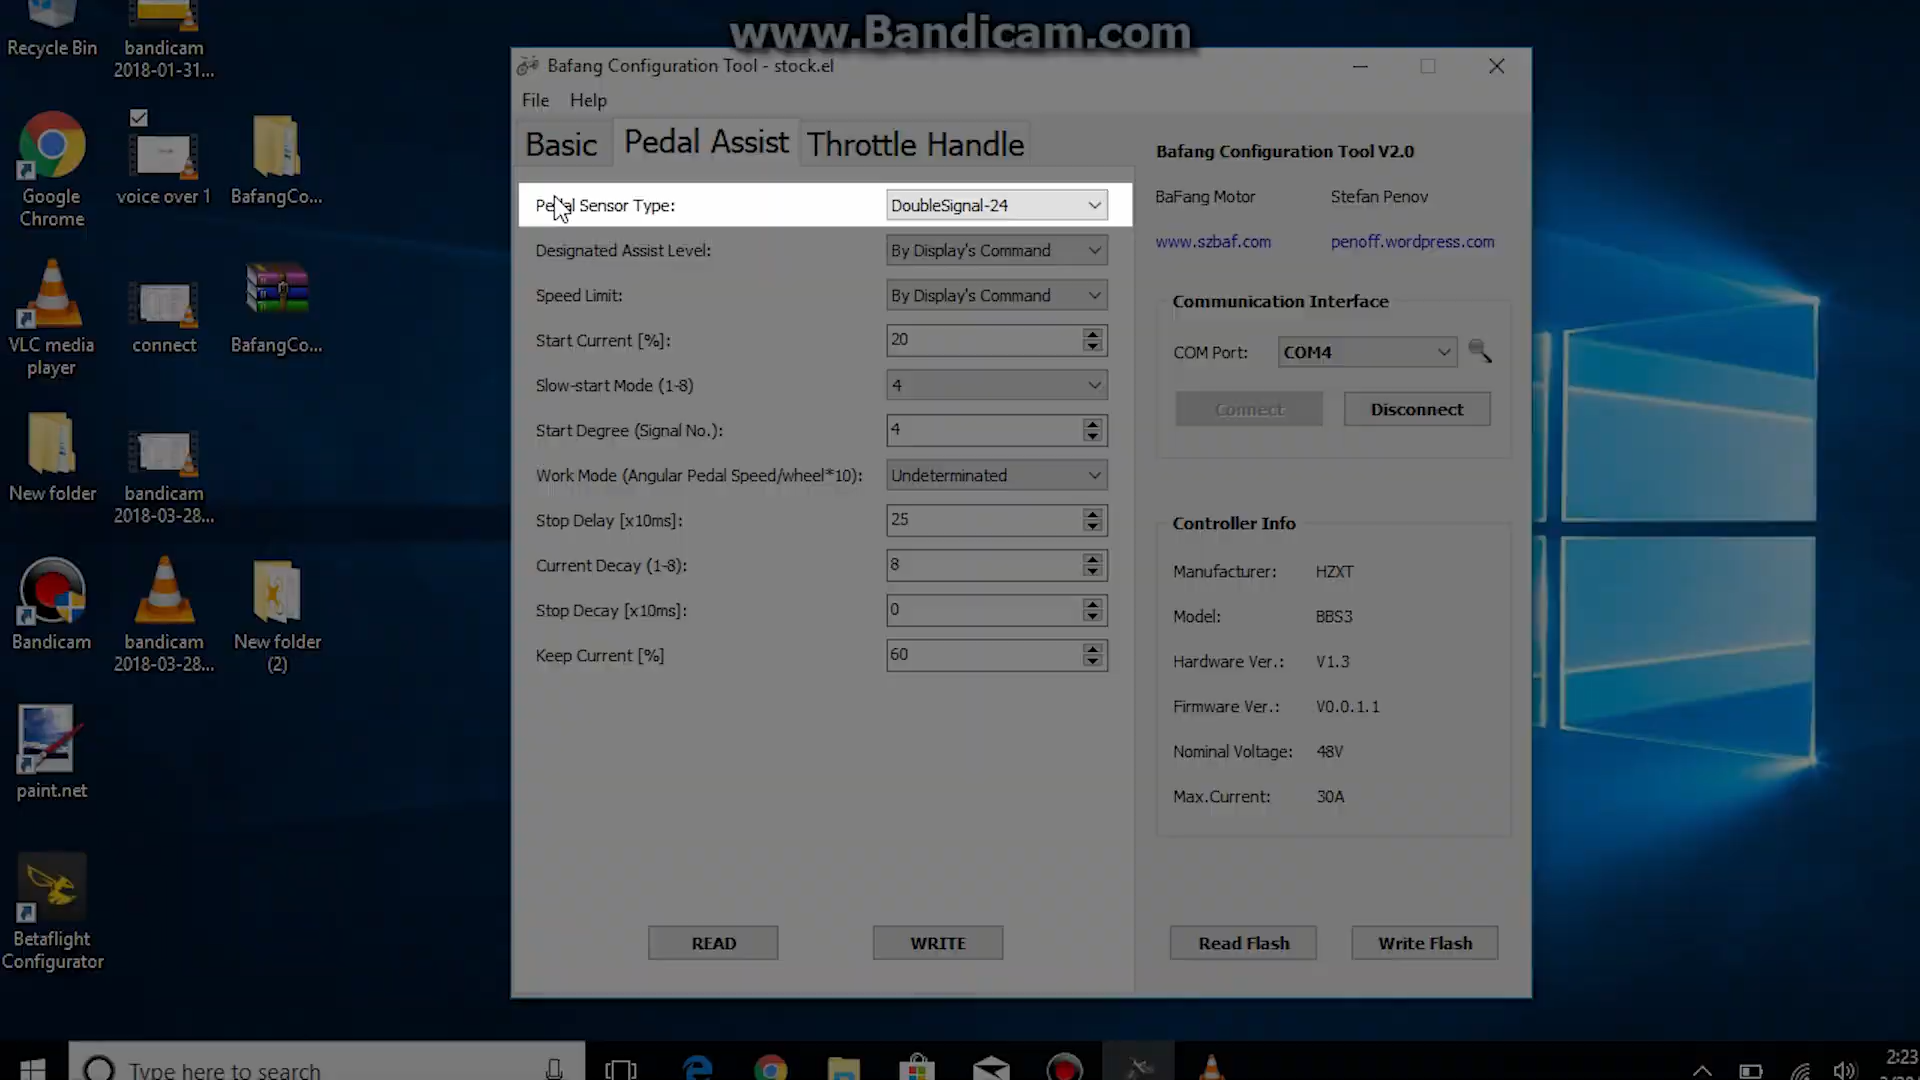 www.Bandicam.com
Recycle Bin
bandicam
2018-01-31...
Google
Chrome
voice over 1
BafangCo...
VLC media
player
connect
BafangCo...
New folder
bandicam
2018-03-28...
Bandicam
bandicam
2018-03-28...
New folder
(2)
paint.net
Betaflight
Configurator
Bafang Configuration Tool - stock.el
File Help
Basic Pedal Assist Throttle Handle
Pedal Sensor Type: DoubleSignal-24
Designated Assist Level: By Display's Command
Speed Limit: By Display's Command
Start Current [%]: 20
Slow-start Mode (1-8) 4
Start Degree (Signal No.): 4
Work Mode (Angular Pedal Speed/wheel*10): Undeterminated
Stop Delay [x10ms]: 25
Current Decay (1-8): 8
Stop Decay [x10ms]: 0
Keep Current [%] 60
READ WRITE
Bafang Configuration Tool V2.0
BaFang Motor Stefan Penov
www.szbaf.com penoff.wordpress.com
Communication Interface
COM Port: COM4
Connect Disconnect
Controller Info
Manufacturer: HZXT
Model: BBS3
Hardware Ver.: V1.3
Firmware Ver.: V0.0.1.1
Nominal Voltage: 48V
Max.Current: 30A
Read Flash Write Flash
Type here to search
2:23